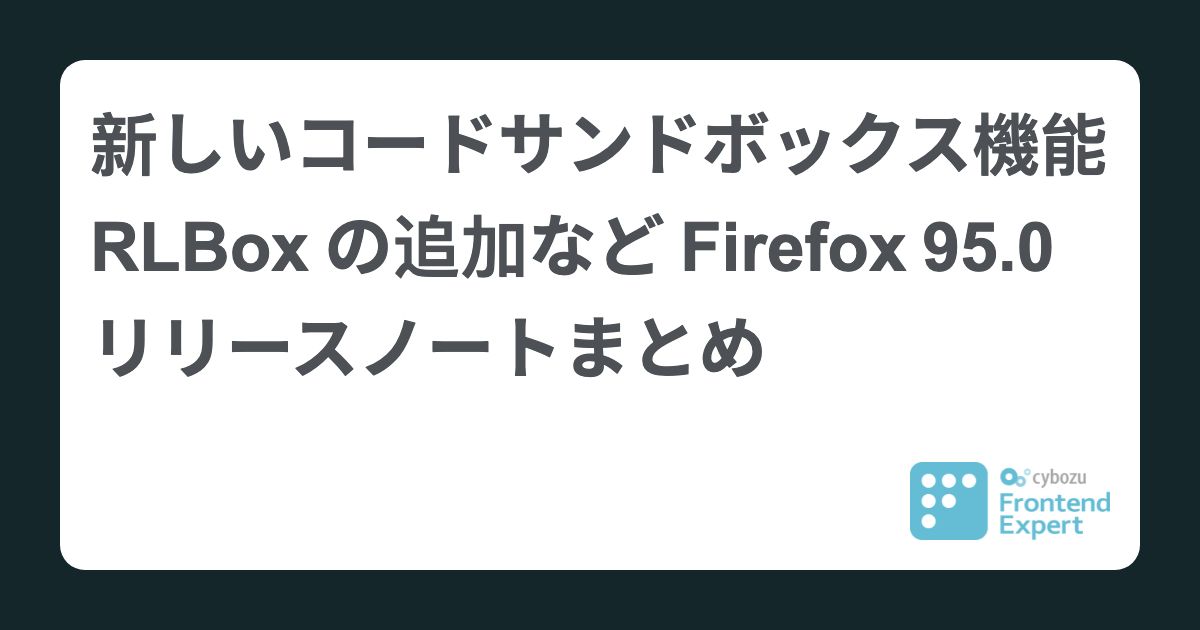 新しいコードサンドボックス機能
RLBox の追加など Firefox 95.0
リリースノートまとめ
cybozu
Frontend
Expert